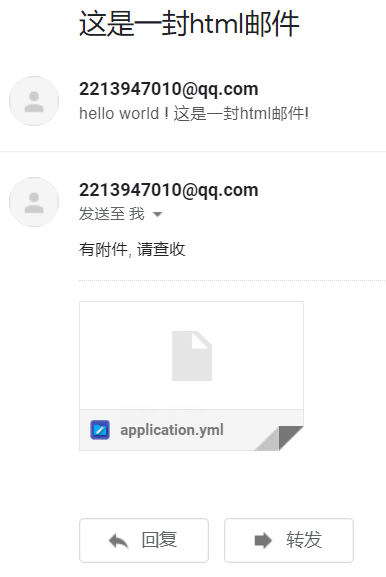 这是一封html邮件
2213947010@qq.com
hello world ! 这是一封html邮件!
2213947010@qq.com
发送至 我
有附件, 请查收
application.yml
回复
转发